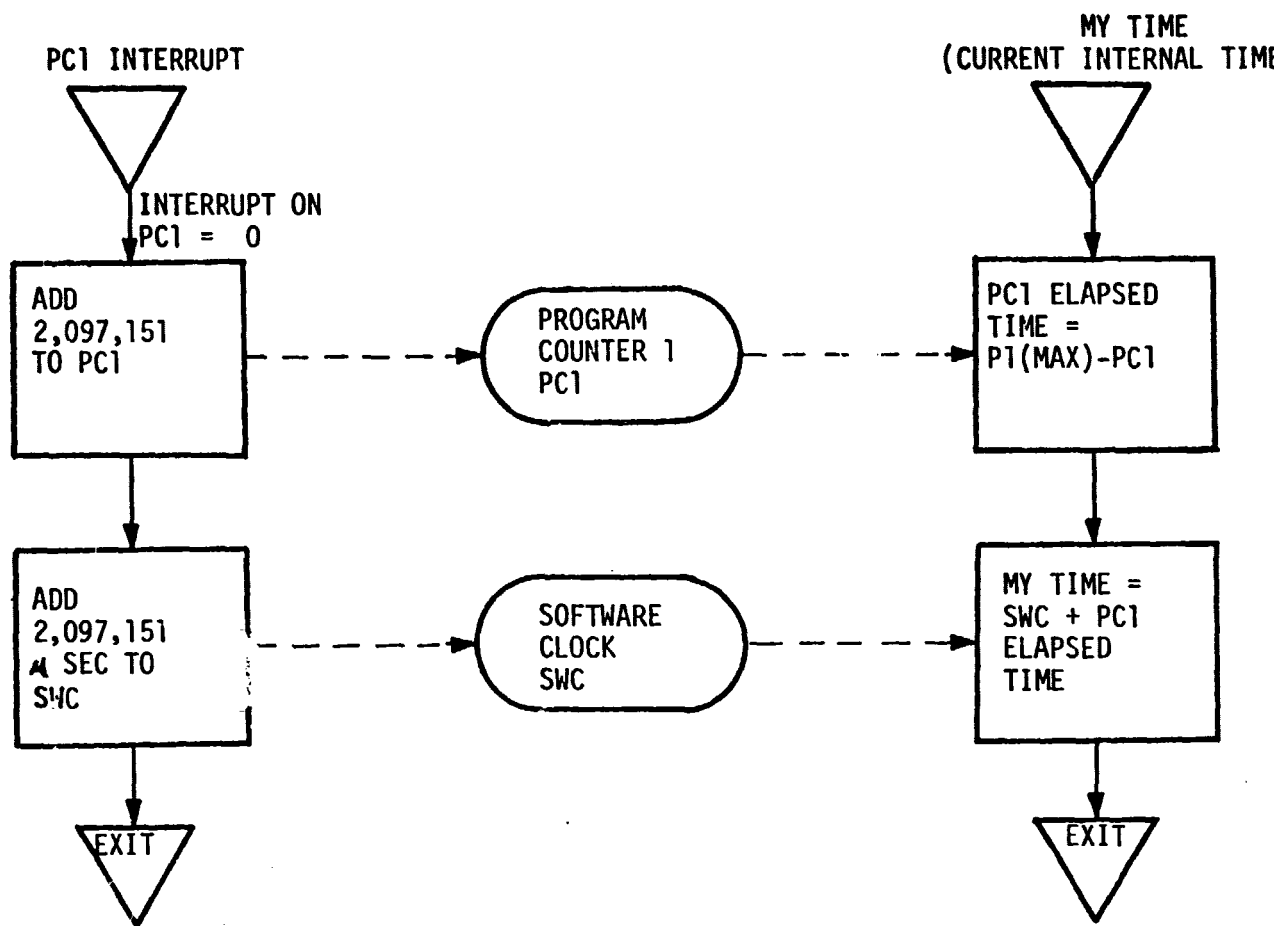 PC1 INTERRUPT
INTERRUPT ON
PC1 = 0
ADD
2,097,151
TO PC1
ADD
2,097,151
μ SEC TO
SWC
EXIT
PROGRAM
COUNTER 1
PC1
SOFTWARE
CLOCK
SWC
MY TIME
(CURRENT INTERNAL TIME
PC1 ELAPSED
TIME =
P1(MAX)-PC1
MY TIME =
SWC + PC1
ELAPSED
TIME
EXIT